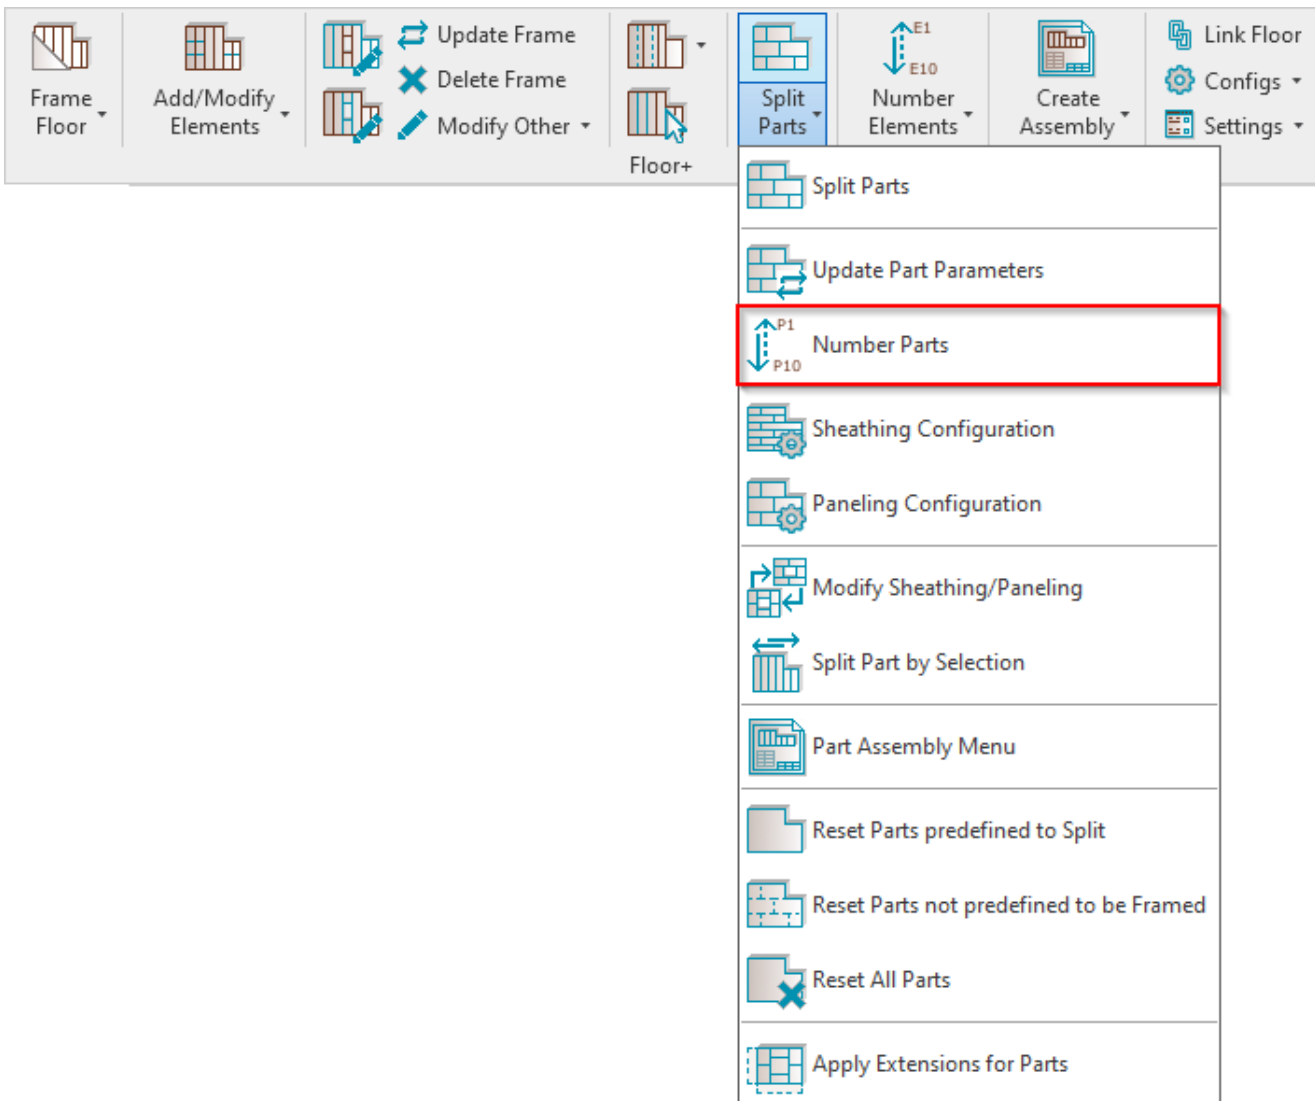 Frame
Floor
Add/Modify
Elements
Update Frame
Delete Frame
Modify Other
Floor+
Split
Parts
E1
E10
Number
Elements
Create
Assembly
Link Floor
Configs
Settings
Split Parts
Update Part Parameters
P1
P10
Number Parts
Sheathing Configuration
Paneling Configuration
Modify Sheathing/Paneling
Split Part by Selection
Part Assembly Menu
Reset Parts predefined to Split
Reset Parts not predefined to be Framed
Reset All Parts
Apply Extensions for Parts